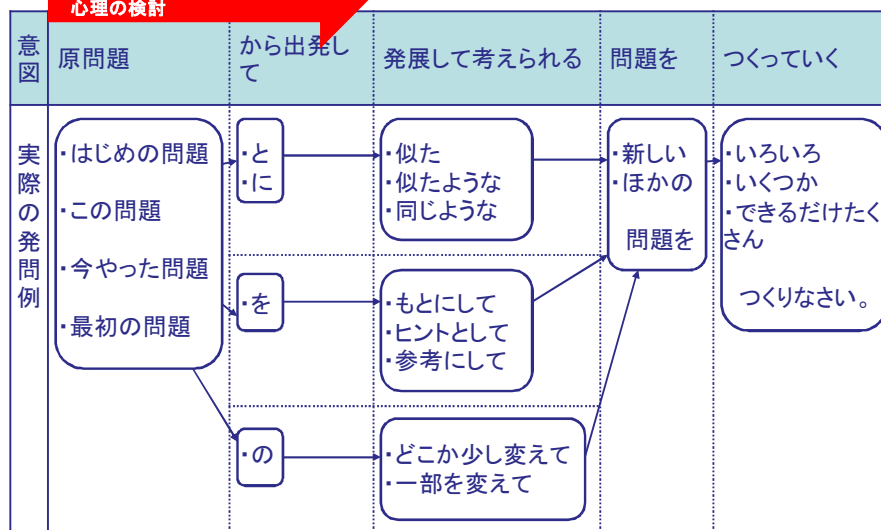 心理の検討
意図
原問題
から出発し
て
発展して考えられる
問題を
つくっていく
実際の発問例
・はじめの問題
・この問題
・今やった問題
・最初の問題
・と
・に
・似た
・似たような
・同じような
・を
・もとにして
・ヒントとして
・参考にして
・の
・どこか少し変えて
・一部を変えて
・新しい
・ほかの
問題を
・いろいろ
・いくつか
・できるだけたく
さん
つくりなさい。